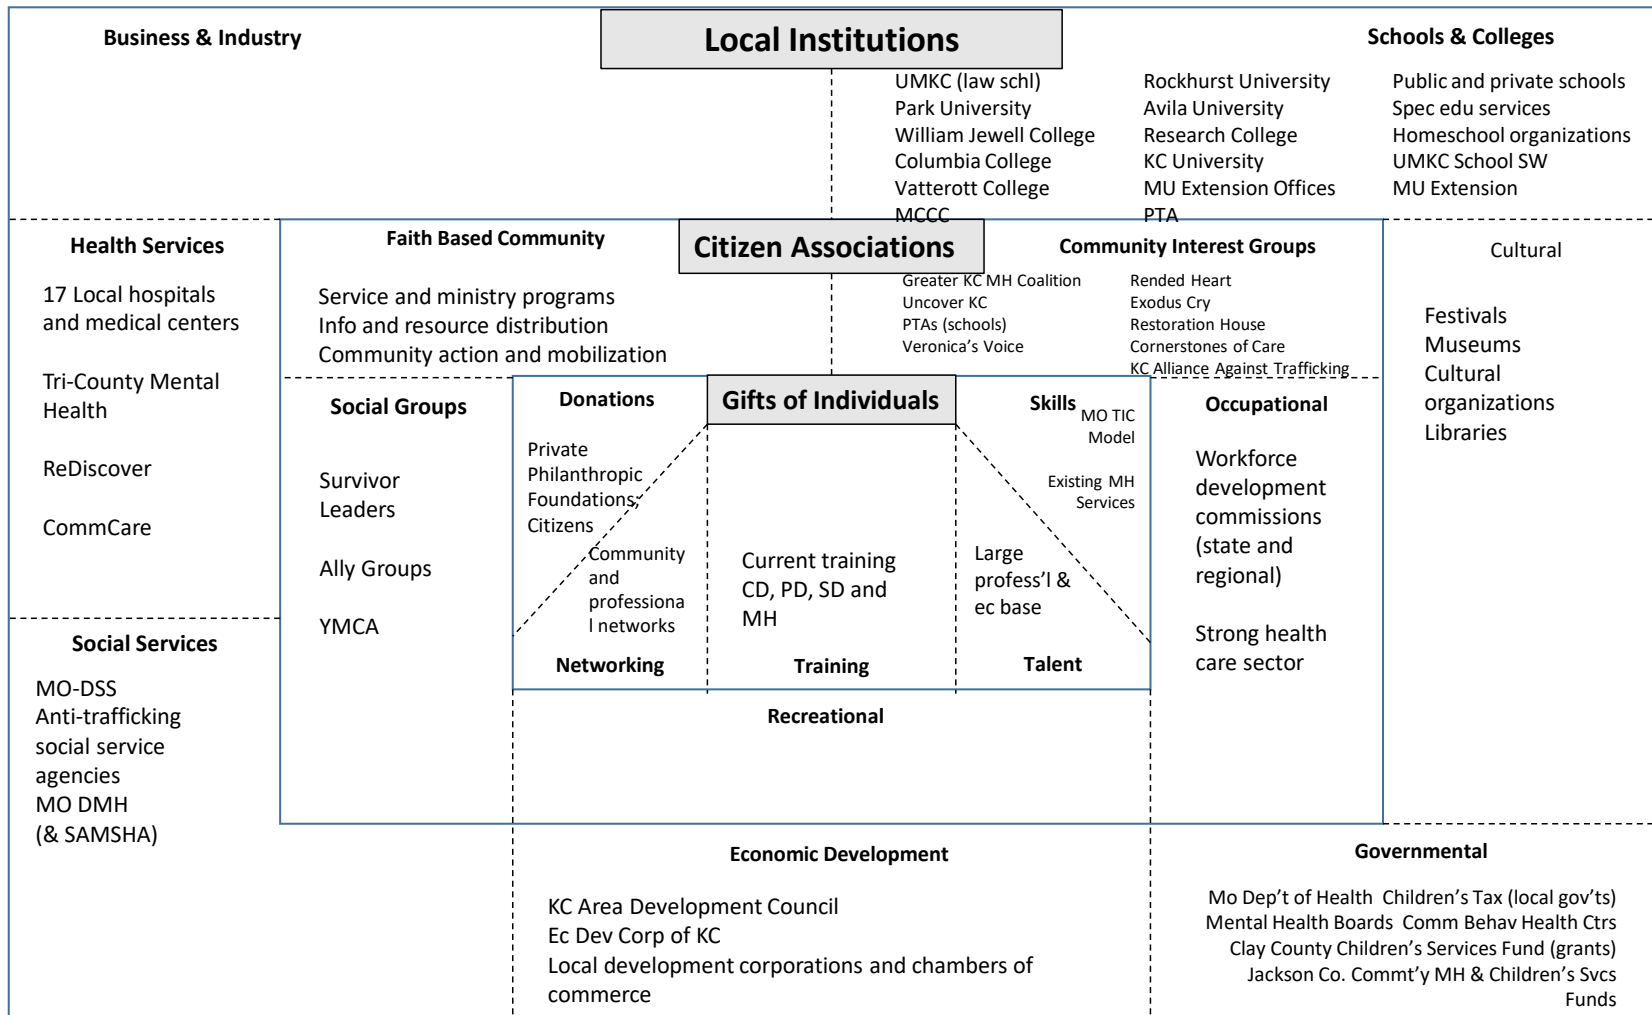 Business & Industry
Local Institutions
Schools & Colleges
UMKC (law schl)
Park University
William Jewell College
Columbia College
Vatterott College
MCCC
Rockhurst University
Avila University
Research College
KC University
MU Extension Offices
PTA
Public and private schools
Spec edu services
Homeschool organizations
UMKC School SW
MU Extension
Health Services
17 Local hospitals
and medical centers
Tri-County Mental
Health
ReDiscover
CommCare
Faith Based Community
Service and ministry programs
Info and resource distribution
Community action and mobilization
Citizen Associations
Community Interest Groups
Greater KC MH Coalition
Uncover KC
PTAs (schools)
Veronica's Voice
Rended Heart
Exodus Cry
Restoration House
Cornerstones of Care
KC Alliance Against Trafficking
Cultural
Festivals
Museums
Cultural
organizations
Libraries
Social Groups
Survivor
Leaders
Ally Groups
YMCA
Donations
Private
Philanthropic
Foundations;
Citizens
Community
and
professiona
l networks
Networking
Gifts of Individuals
Current training
CD, PD, SD and
MH
Training
Skills
MO TIC
Model
Existing MH
Services
Large
profess'l &
ec base
Talent
Occupational
Workforce
development
commissions
(state and
regional)
Strong health
care sector
Social Services
MO-DSS
Anti-trafficking
social service
agencies
MO DMH
(& SAMSHA)
Recreational
Economic Development
KC Area Development Council
Ec Dev Corp of KC
Local development corporations and chambers of
commerce
Governmental
Mo Dep't of Health Children's Tax (local gov'ts)
Mental Health Boards Comm Behav Health Ctrs
Clay County Children's Services Fund (grants)
Jackson Co. Commt'y MH & Children's Svcs
Funds